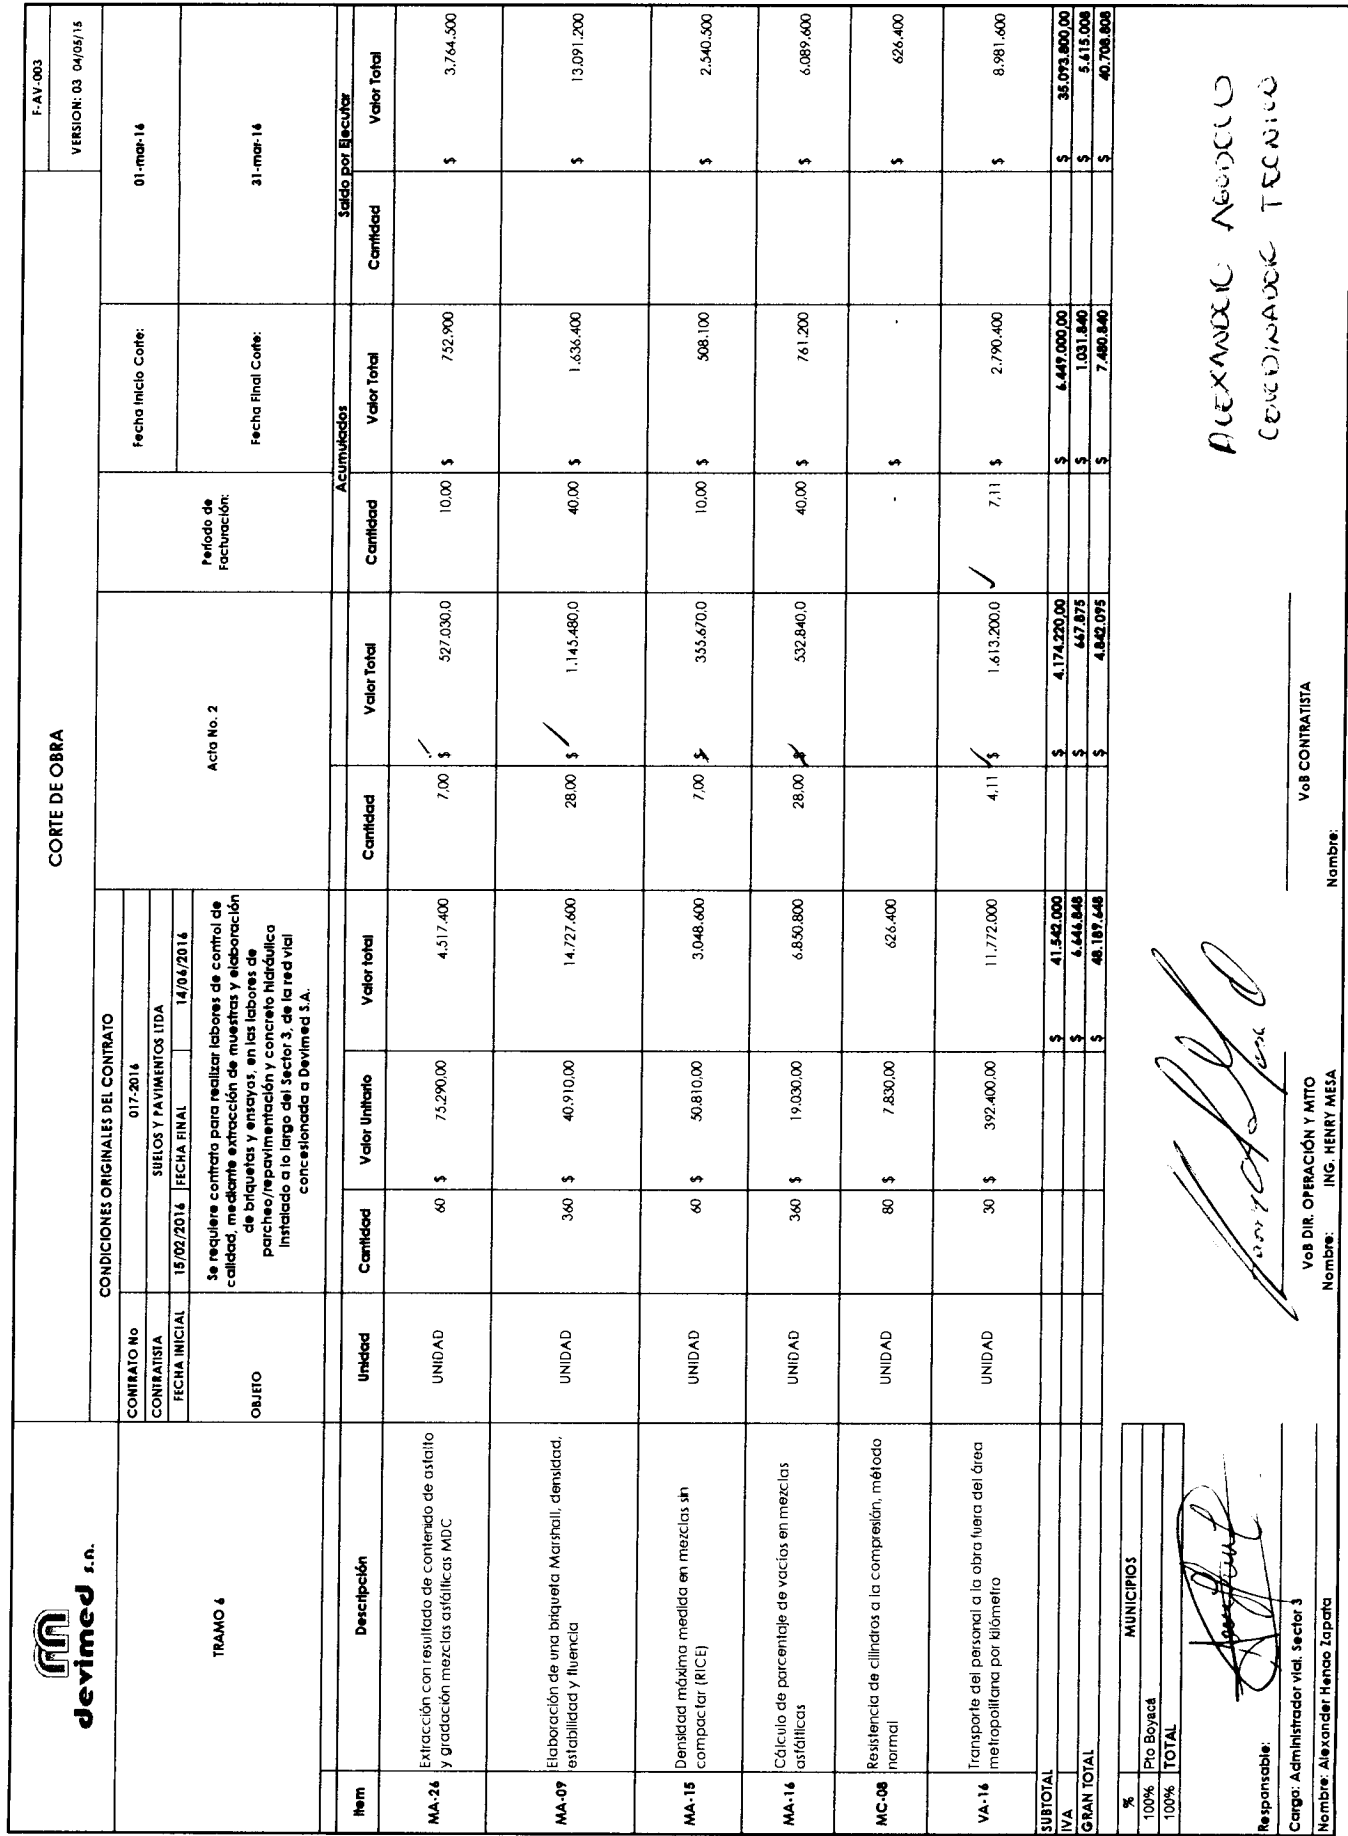 devimed s.a.
CORTE DE OBRA
F-AV-003
VERSION: 03 04/05/15
TRAMO 6
CONDICIONES ORIGINALES DEL CONTRATO
CONTRATO No 017-2016
CONTRATISTA SUELOS Y PAVIMENTOS LTDA
FECHA INICIAL 15/02/2016 FECHA FINAL 14/06/2016
OBJETO
Se requiere contrato para realizar labores de control de
calidad, mediante extracción de muestras y elaboración
de briquetas y ensayos, en las labores de
parcheo/repavimentación y concreto hidráulica
Instalado a lo largo del Sector 3, de la red vial
concesionada a Devimed S.A.
Acta No. 2
Periodo de
Facturación:
Fecha Inicio Corte: 01-mar-16
Fecha Final Corte: 31-mar-16
Acumulados Saldo por Ejecutar
Item Descripción Unidad Cantidad Valor Unitario Valor total Cantidad Valor Total Cantidad Valor Total Cantidad Valor Total
MA-26 Extracción con resultado de contenido de asfalto
y gradación mezclas asfálticas MDC UNIDAD 60 $ 75.290,00 4.517.400 7,00 $ 527.030,0 10,00 $ 752.900 $ 3.764.500
MA-09 Elaboración de una briqueta Marshall, densidad,
estabilidad y fluencia UNIDAD 360 $ 40.910,00 14.727.600 28,00 $ 1.145.480,0 40,00 $ 1.636.400 $ 13.091.200
MA-15 Densidad máxima medida en mezclas sin
compactar (RICE) UNIDAD 60 $ 50.810,00 3.048.600 7,00 $ 355.670,0 10,00 $ 508.100 $ 2.540.500
MA-16 Cálculo de parcentaje de vacios en mezclas
asfálticas UNIDAD 360 $ 19.030,00 6.850.800 28,00 $ 532.840,0 40,00 $ 761.200 $ 6.089.600
MC-08 Resistencia de cilindros a la compresión, método
normal UNIDAD 80 $ 7.830,00 626.400 - $ - $ 626.400
VA-16 Transporte del personal a la obra fuera del área
metropolitana por kilómetro UNIDAD 30 $ 392.400,00 11.772.000 4,11 $ 1.613.200,0 7,11 $ 2.790.400 $ 8.981.600
SUBTOTAL $ 41.542.000 $ 4.174.220,00 $ 6.449.000,00 $ 35.093.800,00
IVA $ 6.646.848 $ 667.875 $ 1.031.840 $ 5.615.008
GRAN TOTAL $ 48.189.648 $ 4.842.095 $ 7.480.840 $ 40.708.808
% MUNICIPIOS
100% Pto Boyacá
100% TOTAL
Responsable:
Cargo: Administrador vial. Sector 3
Nombre: Alexander Henao Zapata
VoB DIR. OPERACIÓN Y MTTO
Nombre: ING. HENRY MESA
VoB CONTRATISTA
Nombre:
COORDINADOR TECNICO